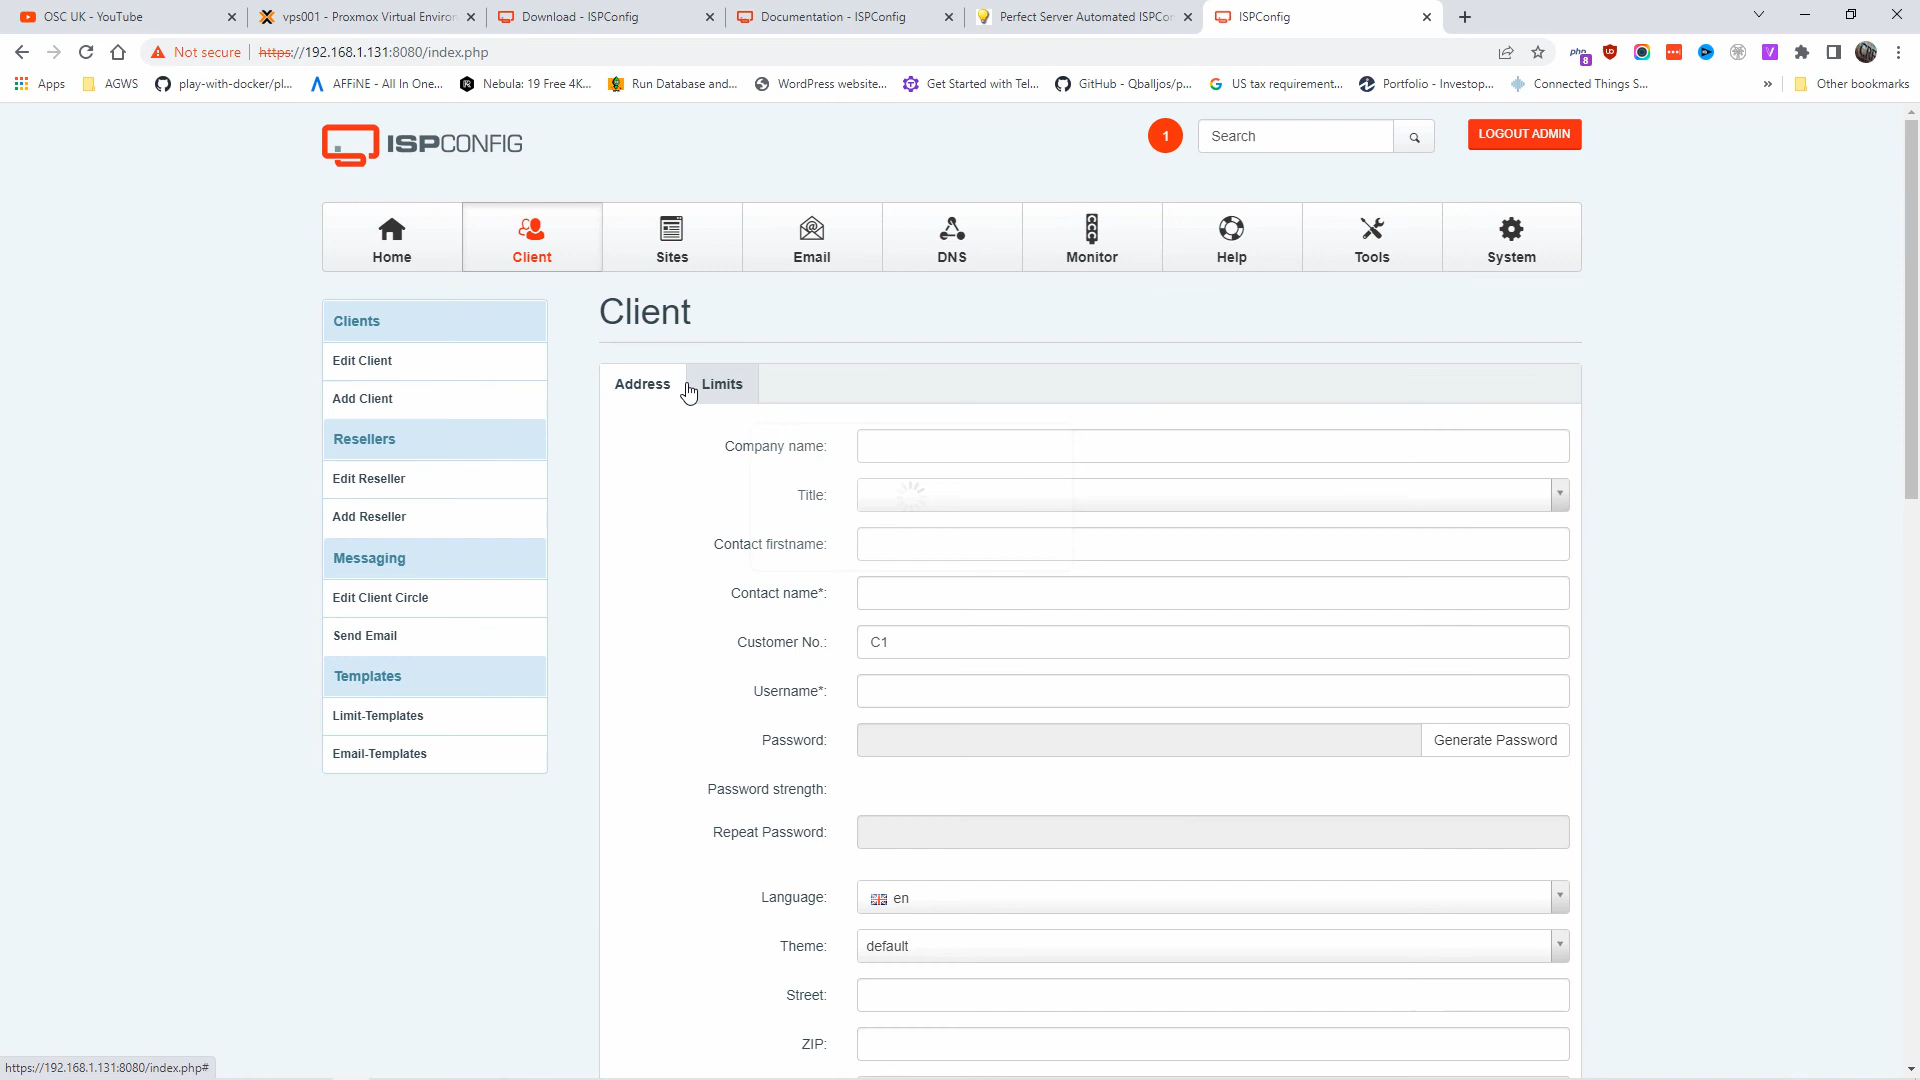 OSC UK - YouTube
vps001 - Proxmox Virtual Environ
Download - ISPConfig
Documentation - ISPConfig
Perfect Server Automated ISPCor
ISPConfig
Not secure
https://192.168.1.131:8080/index.php
php
8
Apps
AGWS
play-with-docker/pl...
AFFiNE - All In One...
Nebula: 19 Free 4K...
Run Database and...
WordPress website...
Get Started with Tel...
GitHub - Qballjos/p...
US tax requirement...
Portfolio - Investop...
Connected Things S...
»
Other bookmarks
ISPCONFIG
1
Search
LOGOUT ADMIN
Home
Client
Sites
Email
DNS
Monitor
Help
Tools
System
Clients
Edit Client
Add Client
Resellers
Edit Reseller
Add Reseller
Messaging
Edit Client Circle
Send Email
Templates
Limit-Templates
Email-Templates
Client
Address
Limits
Company name:
Title:
Contact firstname:
Contact name*:
Customer No.:
C1
Username*:
Password:
Generate Password
Password strength:
Repeat Password:
Language:
en
Theme:
default
Street:
ZIP:
https://192.168.1.131:8080/index.php#